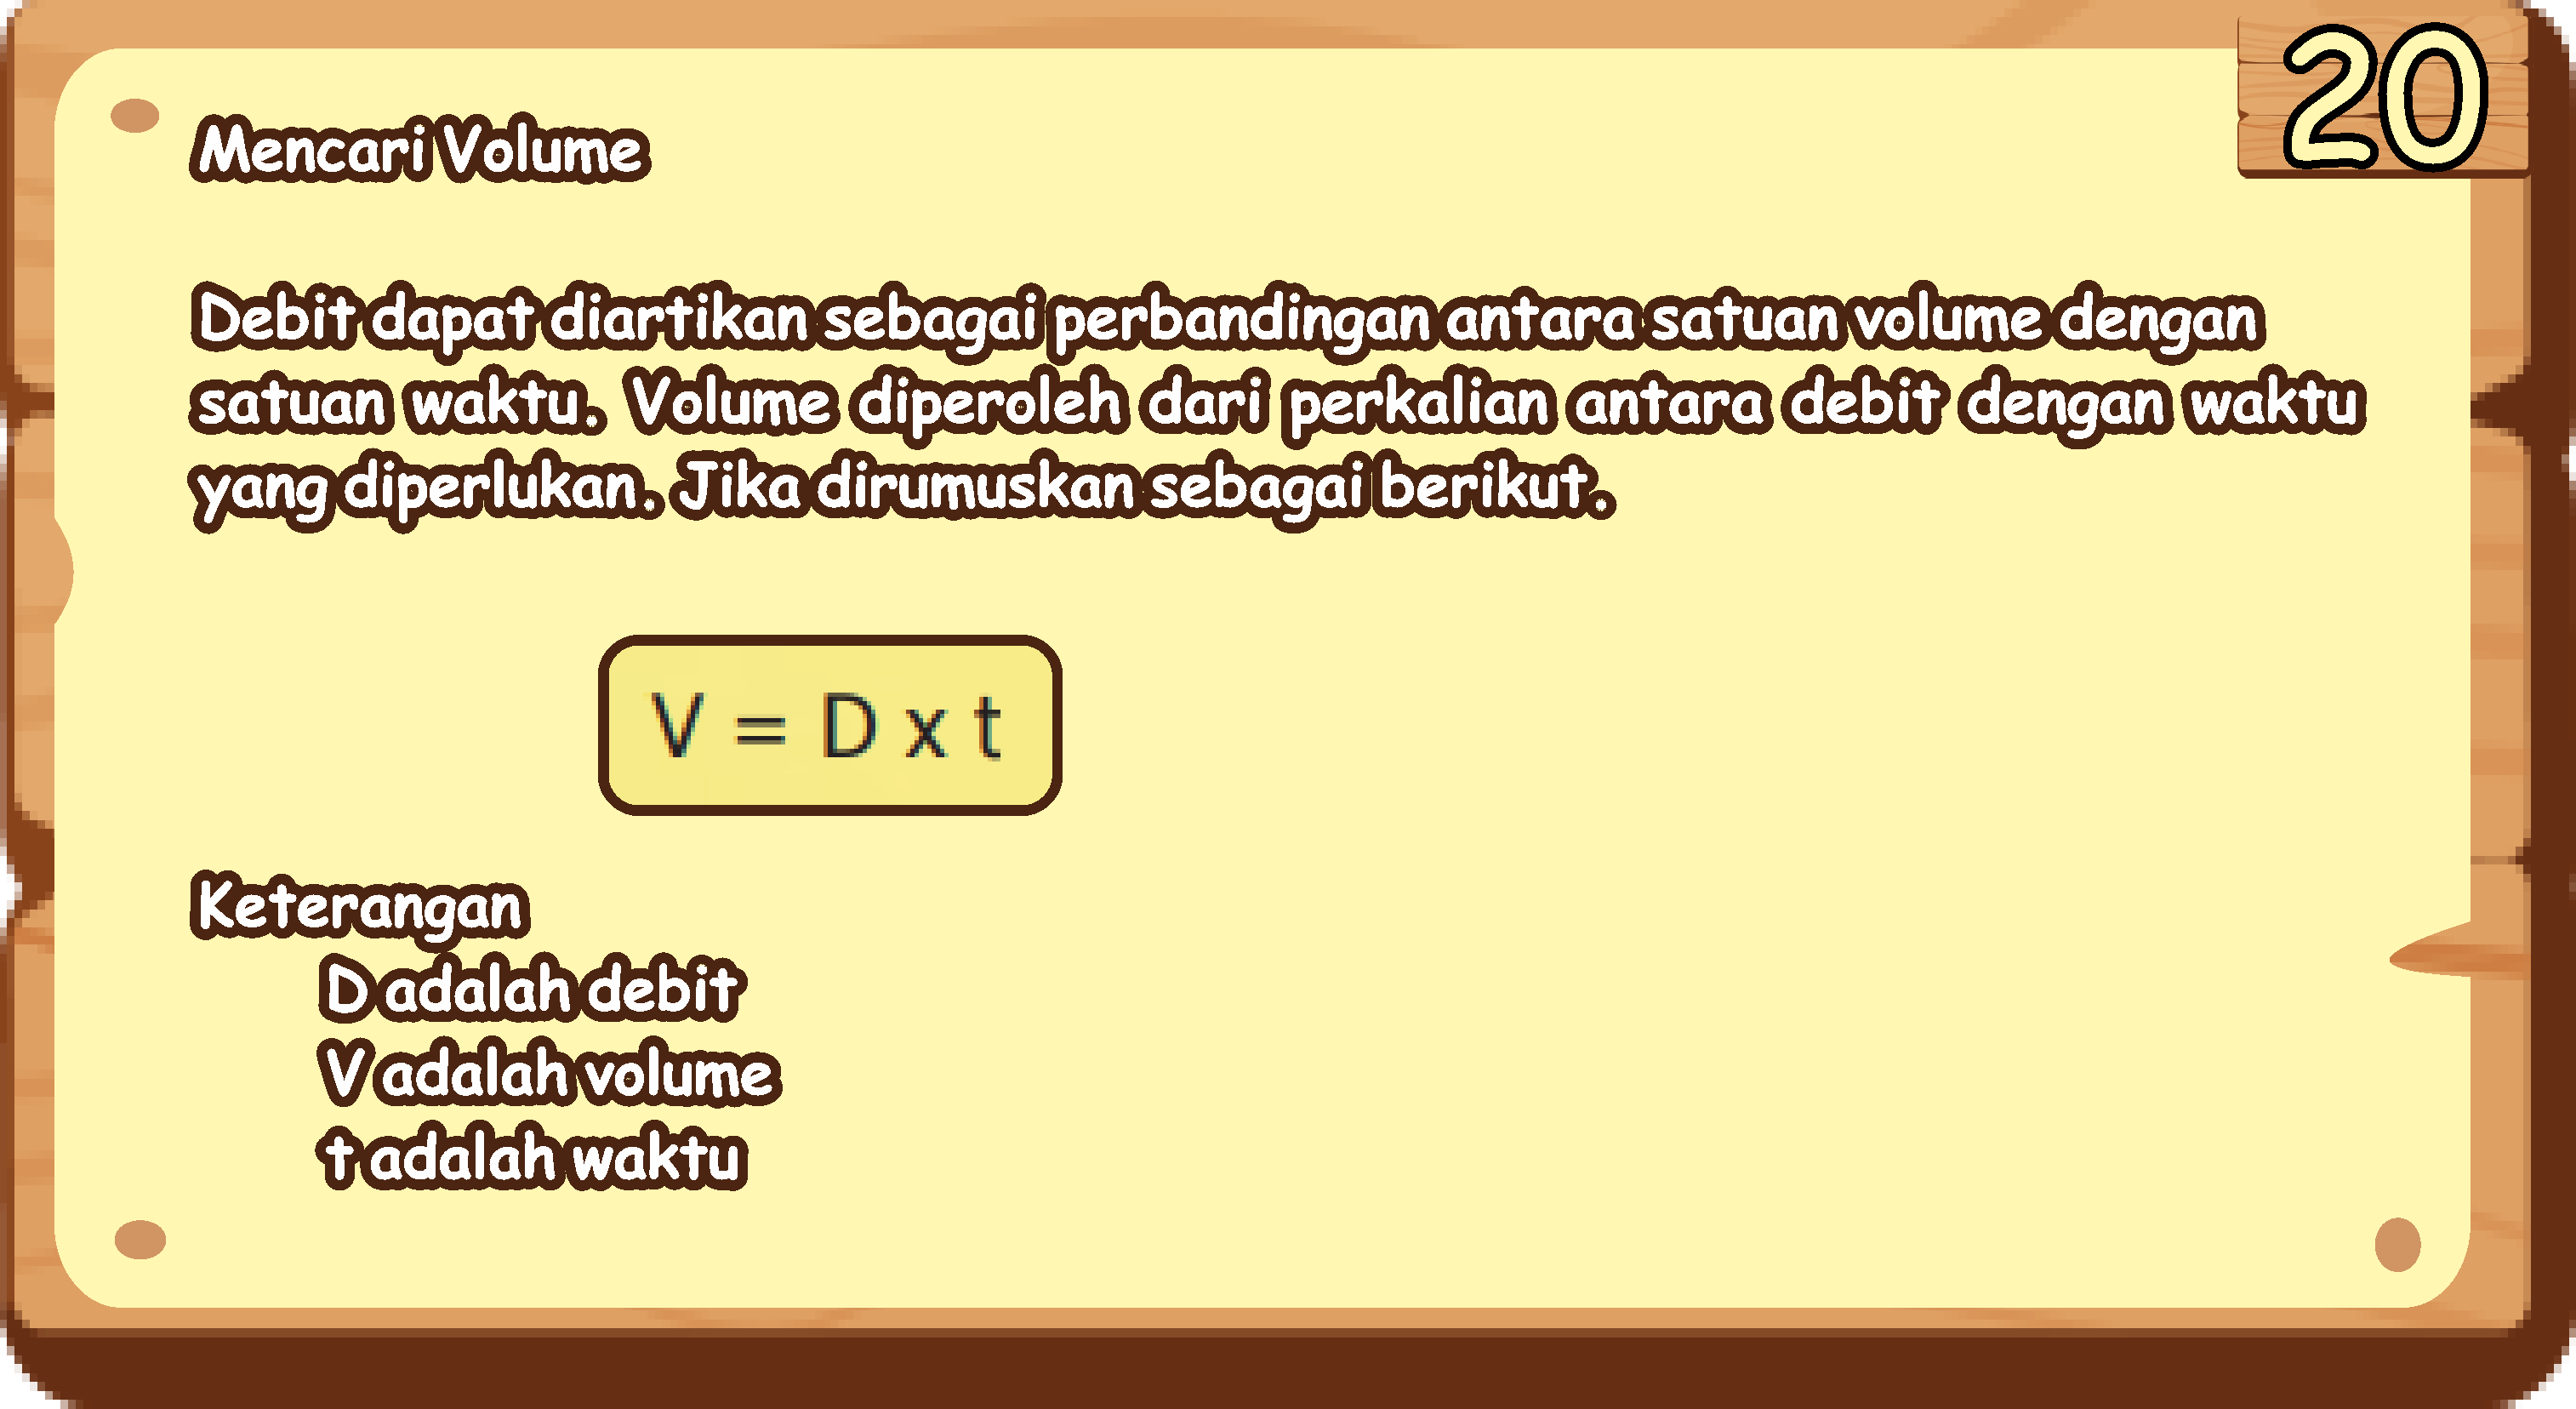 20
Mencari Volume
Debit dapat diartikan sebagai perbandingan antara satuan volume dengan
satuan waktu. Volume diperoleh dari perkalian antara debit dengan waktu
yang diperlukan. Jika dirumuskan sebagai berikut.
V = D x t
Keterangan
D adalah debit
V adalah volume
t adalah waktu